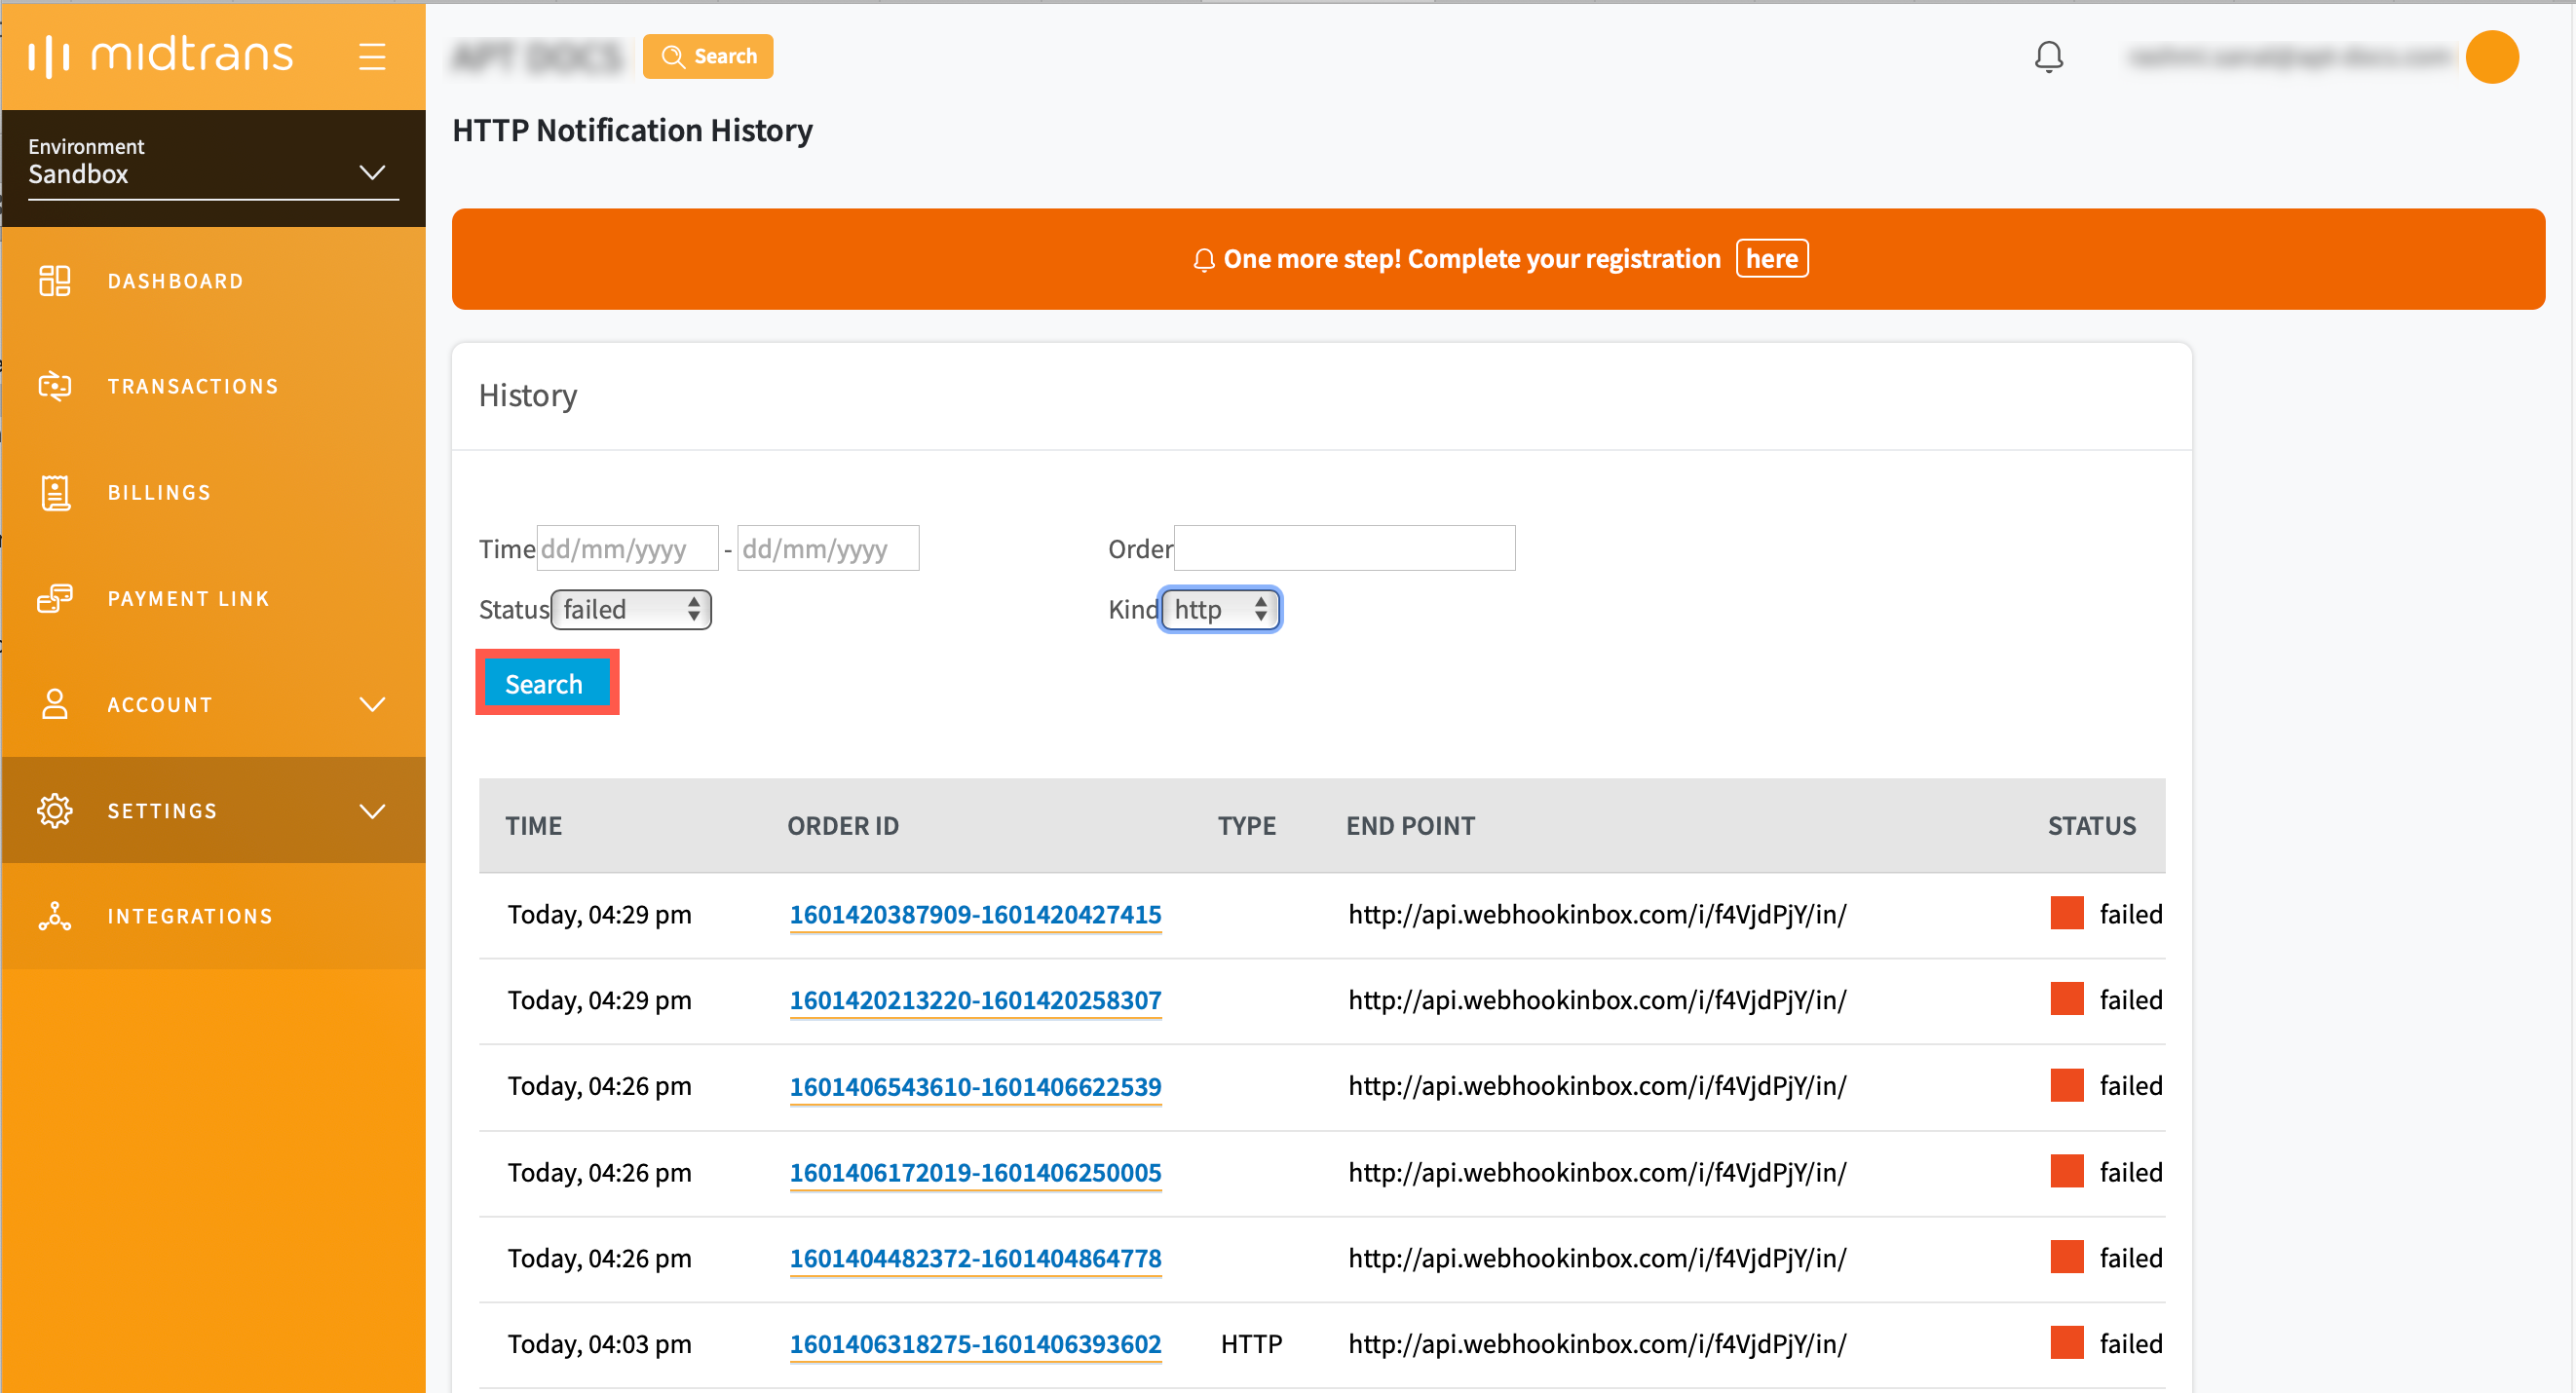 midtrans
Environment
Sandbox
DASHBOARD
TRANSACTIONS
BILLINGS
PAYMENT LINK
ACCOUNT
SETTINGS
INTEGRATIONS
Search
HTTP Notification History
One more step! Complete your registration here
History
Time dd/mm/yyyy - dd/mm/yyyy Order
Status failed Kind http
Search
TIME ORDER ID TYPE END POINT STATUS
Today, 04:29 pm 1601420387909-1601420427415 http://api.webhookinbox.com/i/f4VjdPjY/in/ failed
Today, 04:29 pm 1601420213220-1601420258307 http://api.webhookinbox.com/i/f4VjdPjY/in/ failed
Today, 04:26 pm 1601406543610-1601406622539 http://api.webhookinbox.com/i/f4VjdPjY/in/ failed
Today, 04:26 pm 1601406172019-1601406250005 http://api.webhookinbox.com/i/f4VjdPjY/in/ failed
Today, 04:26 pm 1601404482372-1601404864778 http://api.webhookinbox.com/i/f4VjdPjY/in/ failed
Today, 04:03 pm 1601406318275-1601406393602 HTTP http://api.webhookinbox.com/i/f4VjdPjY/in/ failed